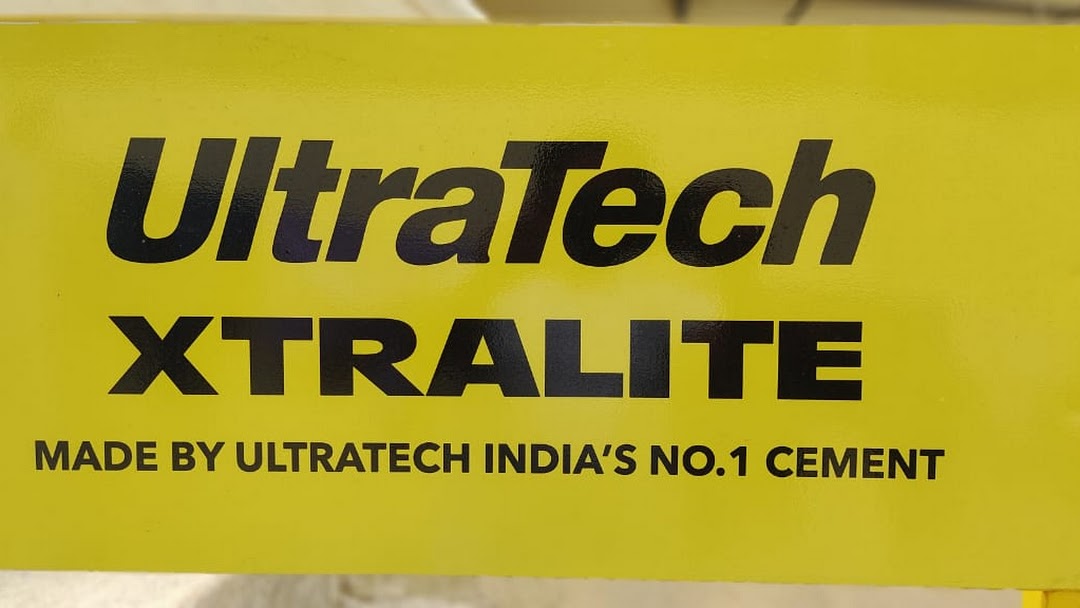 UltraTech
XTRALITE
MADE BY ULTRATECH INDIA'S NO.1 CEMENT